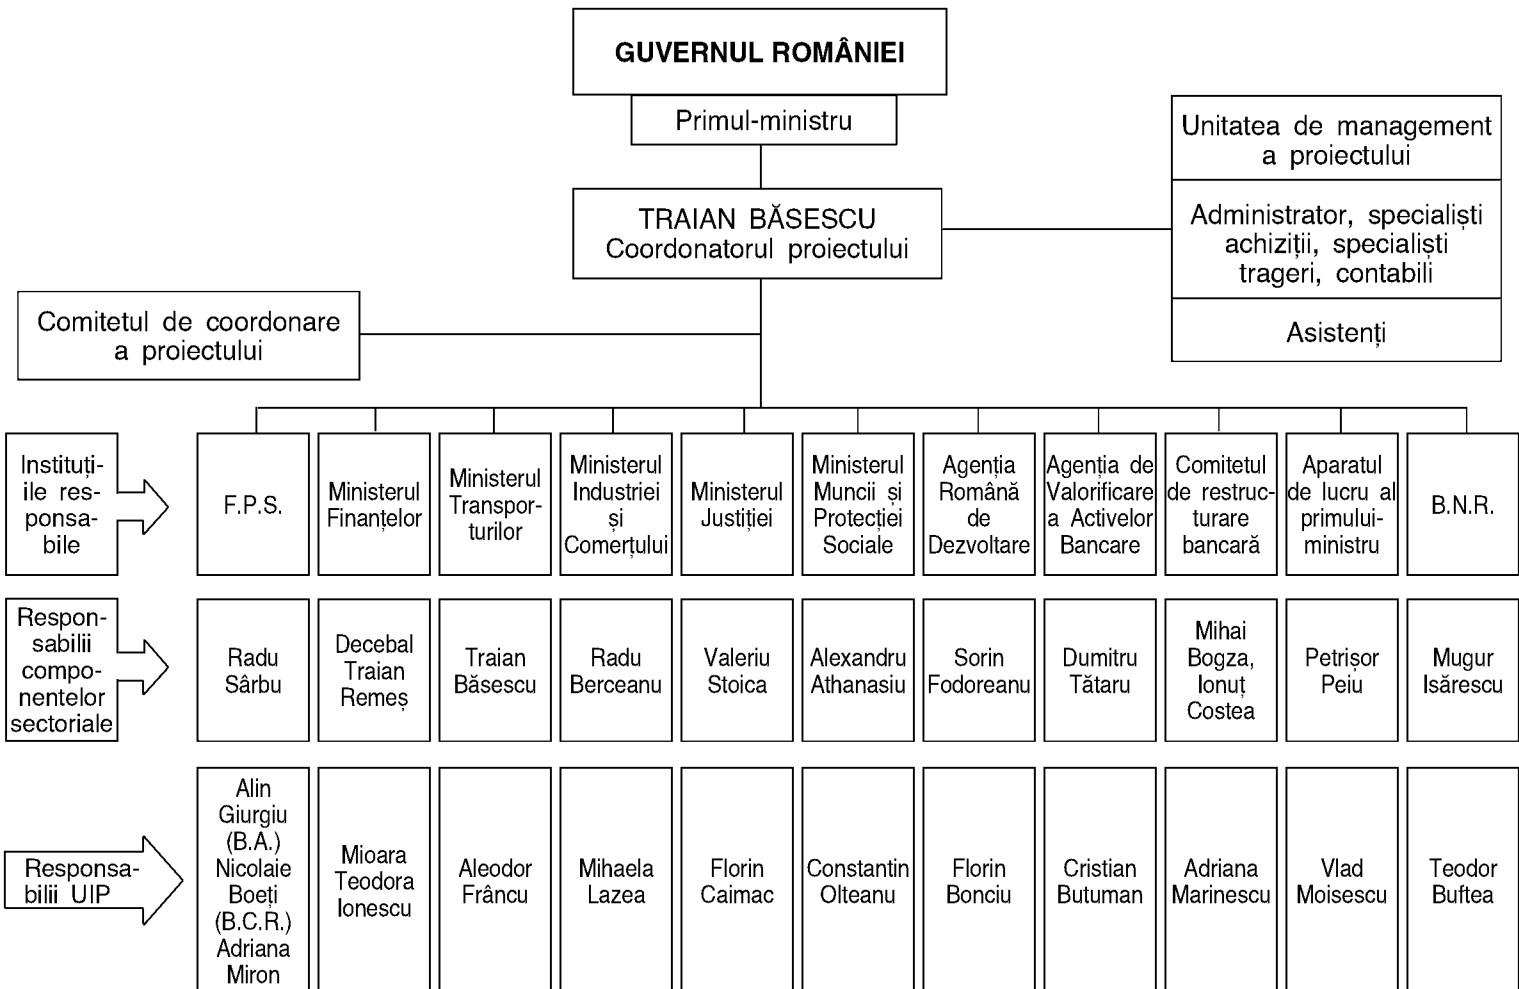 GUVERNUL ROMÂNIEI
Primul-ministru
Unitatea de management
a proiectului
TRAIAN BĂSESCU
Coordonatorul proiectului
Administrator, specialiști
achiziții, specialiști
trageri, contabili
Asistenți
Comitetul de coordonare
a proiectului
Instituți-
ile res-
ponsa-
bile
F.P.S.
Ministerul
Finanțelor
Ministerul
Transpor-
turilor
Ministerul
Industriei
și
Comerțului
Ministerul
Justiției
Ministerul
Muncii și
Protecției
Sociale
Agenția
Română
de
Dezvoltare
Agenția de
Valorificare
a Activelor
Bancare
Comitetul
de restruc-
turare
bancară
Aparatul
de lucru al
primului-
ministru
B.N.R.
Respon-
sabilii
compo-
nentelor
sectoriale
Radu
Sârbu
Decebal
Traian
Remeș
Traian
Băsescu
Radu
Berceanu
Valeriu
Stoica
Alexandru
Athanasiu
Sorin
Fodoreanu
Dumitru
Tătaru
Mihai
Bogza,
Ionuț
Costea
Petrișor
Peiu
Mugur
Isărescu
Responsa-
bilii UIP
Alin
Giurgiu
(B.A.)
Nicolaie
Boeți
(B.C.R.)
Adriana
Miron
Mioara
Teodora
Ionescu
Aleodor
Frâncu
Mihaela
Lazea
Florin
Caimac
Constantin
Olteanu
Florin
Bonciu
Cristian
Butuman
Adriana
Marinescu
Vlad
Moisescu
Teodor
Buftea